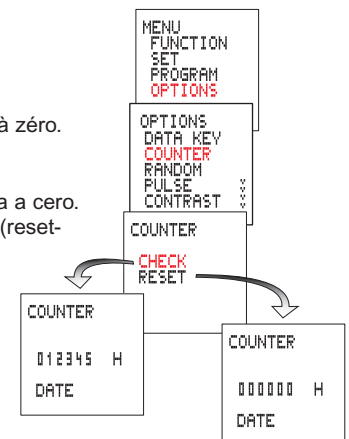 MENU
FUNCTION
SET
PROGRAM
OPTIONS
à zéro.
OPTIONS
DATA KEY
COUNTER
RANDOM
PULSE
CONTRAST
a a cero.
(reset-
COUNTER
CHECK
RESET
COUNTER
012345 H
DATE
COUNTER
000000 H
DATE